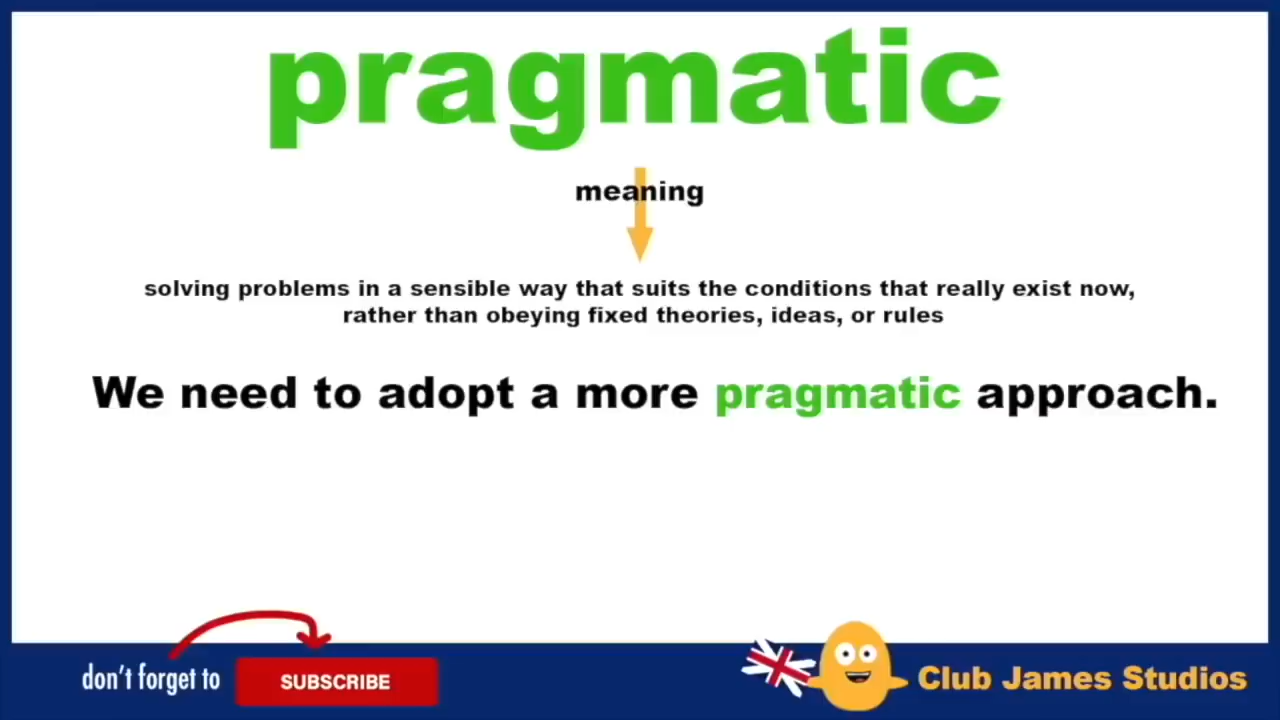 pragmatic
meaning
solving problems in a sensible way that suits the conditions that really exist now,
rather than obeying fixed theories, ideas, or rules
We need to adopt a more pragmatic approach.
don't forget to
SUBSCRIBE
Club James Studios